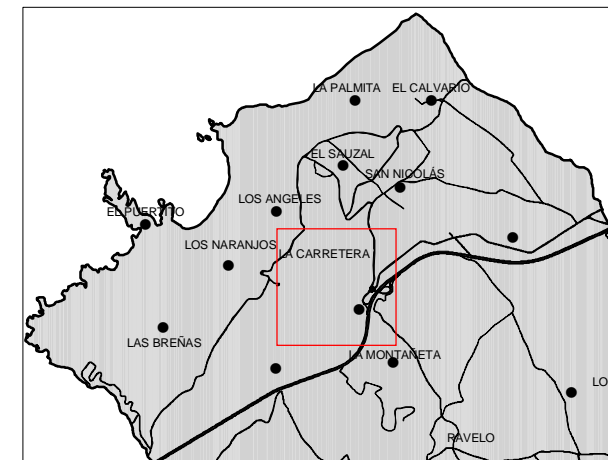 LA PALMITA
EL CALVARIO
EL SAUZAL
SAN NICOLÁS
LOS ANGELES
EL PUERTITO
LOS NARANJOS
LA CARRETERA
LAS BREÑAS
LA MONTAÑETA
LO
RAVELO